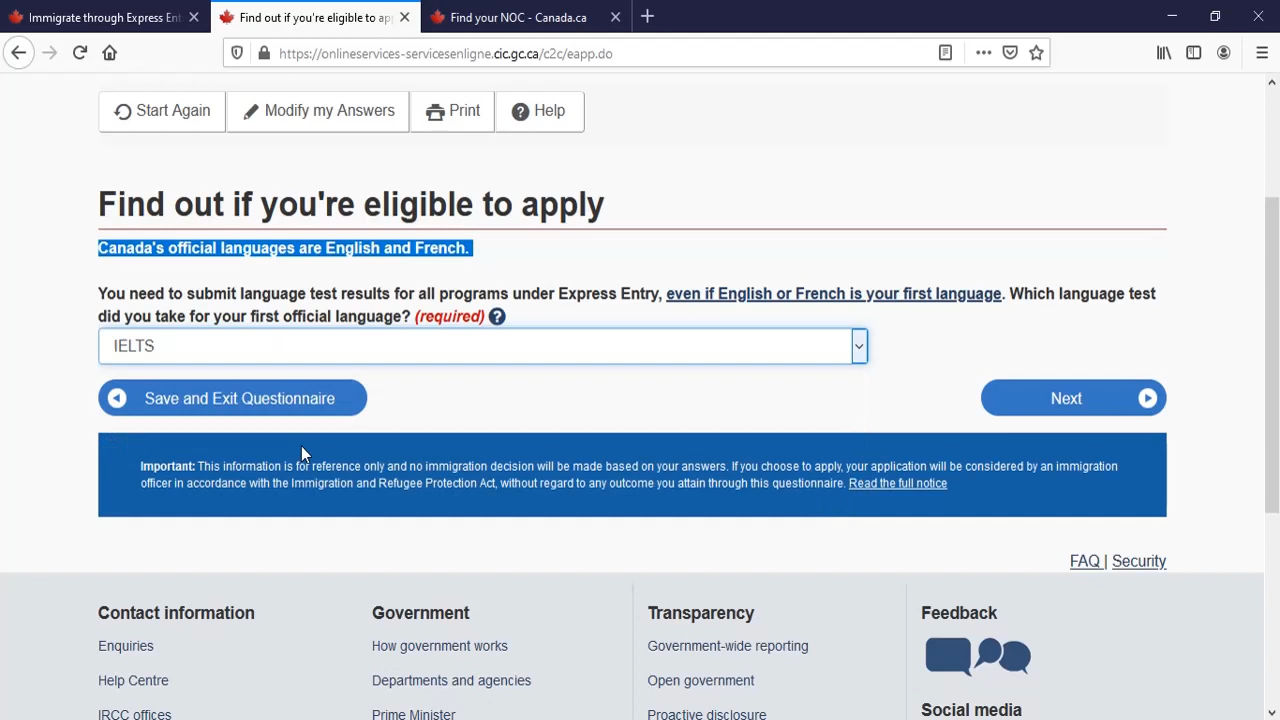 Immigrate through Express Ent
Find out if you're eligible to ap
Find your NOC - Canada.ca
https://onlineservices-servicesenligne.cic.gc.ca/c2c/eapp.do
Start Again
Modify my Answers
Print
Help
Find out if you're eligible to apply
Canada's official languages are English and French.
You need to submit language test results for all programs under Express Entry, even if English or French is your first language. Which language test
did you take for your first official language? (required)
IELTS
Save and Exit Questionnaire
Next
Important: This information is for reference only and no immigration decision will be made based on your answers. If you choose to apply, your application will be considered by an immigration
officer in accordance with the Immigration and Refugee Protection Act, without regard to any outcome you attain through this questionnaire. Read the full notice
FAQ | Security
Contact information
Government
Transparency
Feedback
Enquiries
How government works
Government-wide reporting
Help Centre
Departments and agencies
Open government
Social media
IRCC offices
Prime Minister
Proactive disclosure